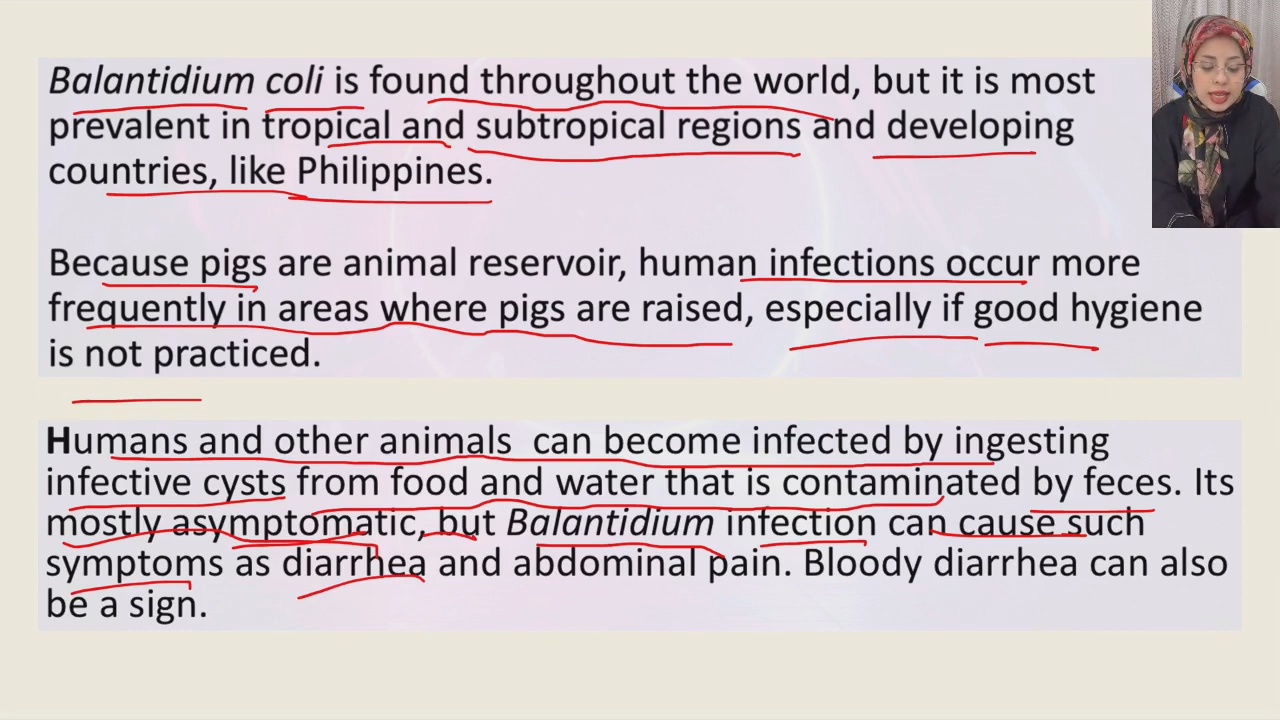 Balantidium coli is found throughout the world, but it is most
prevalent in tropical and subtropical regions and developing
countries, like Philippines.
Because pigs are animal reservoir, human infections occur more
frequently in areas where pigs are raised, especially if good hygiene
is not practiced.
Humans and other animals can become infected by ingesting
infective cysts from food and water that is contaminated by feces. Its
mostly asymptomatic, but Balantidium infection can cause such
symptoms as diarrhea and abdominal pain. Bloody diarrhea can also
be a sign.